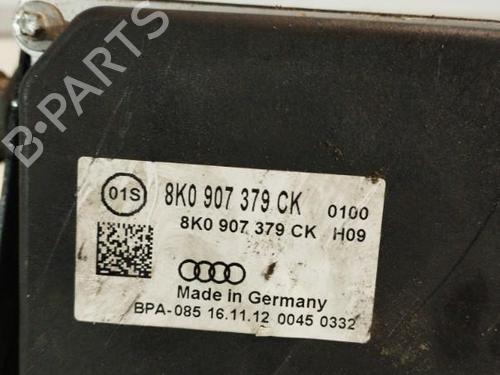 B-PARTS
01S
8K0 907 379 CK 0100
8K0 907 379 CK H09
Made in Germany
BPA-085 16.11.12 0045 0332